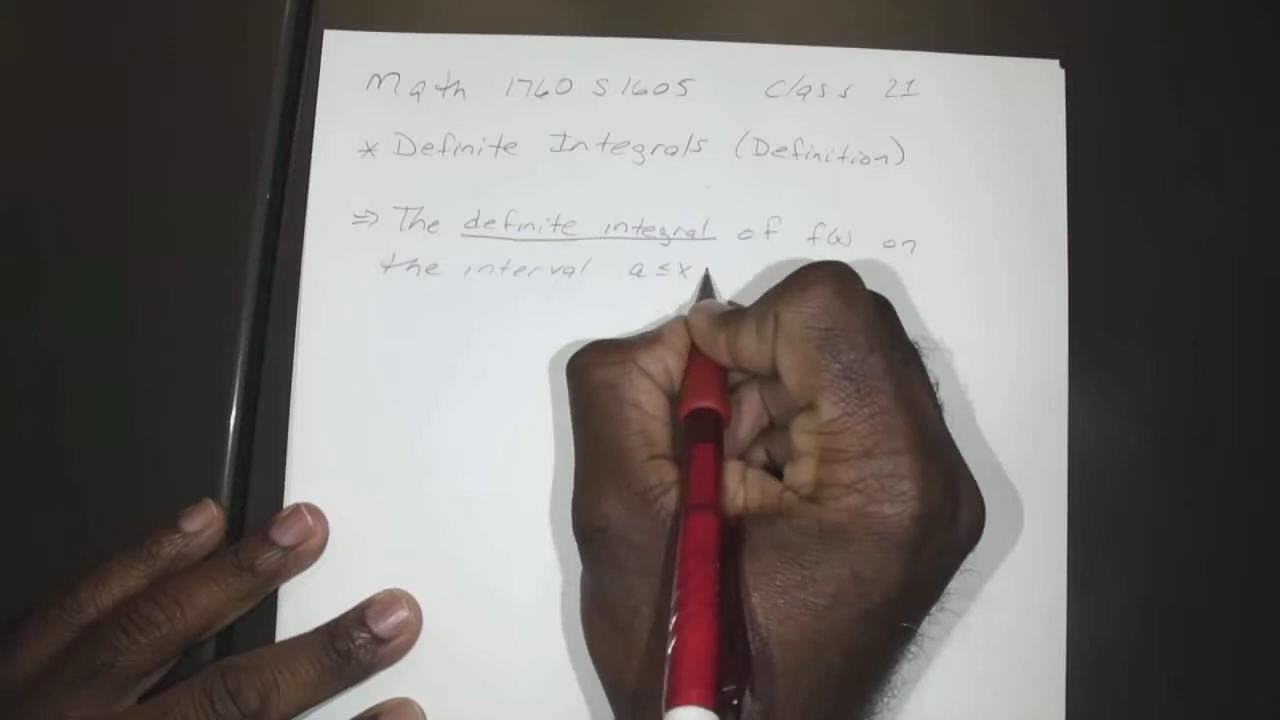 Math 1760 S1605 Class 21
* Definite Integrals (Definition)
⇒ The definite integral of f(x) on
the interval a ≤ x